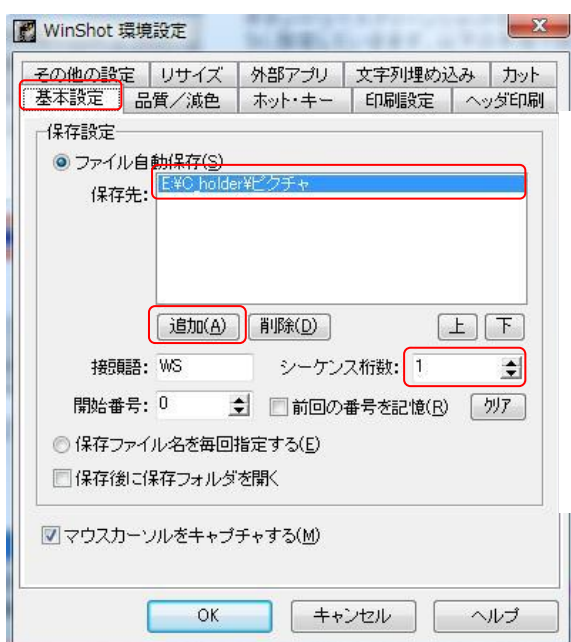 WinShot 環境設定
その他の設定 リサイズ 外部アプリ 文字列埋め込み カット
基本設定 品質／減色 ホット・キー 印刷設定 ヘッダ印刷
保存設定
ファイル自動保存(S)
保存先: E:¥C_holder¥ピクチャ
追加(A) 削除(D) 上 下
接頭語: WS シーケンス桁数: 1
開始番号: 0 前回の番号を記憶(R) クリア
保存ファイル名を毎回指定する(E)
保存後に保存フォルダを開く
マウスカーソルをキャプチャする(M)
OK キャンセル ヘルプ